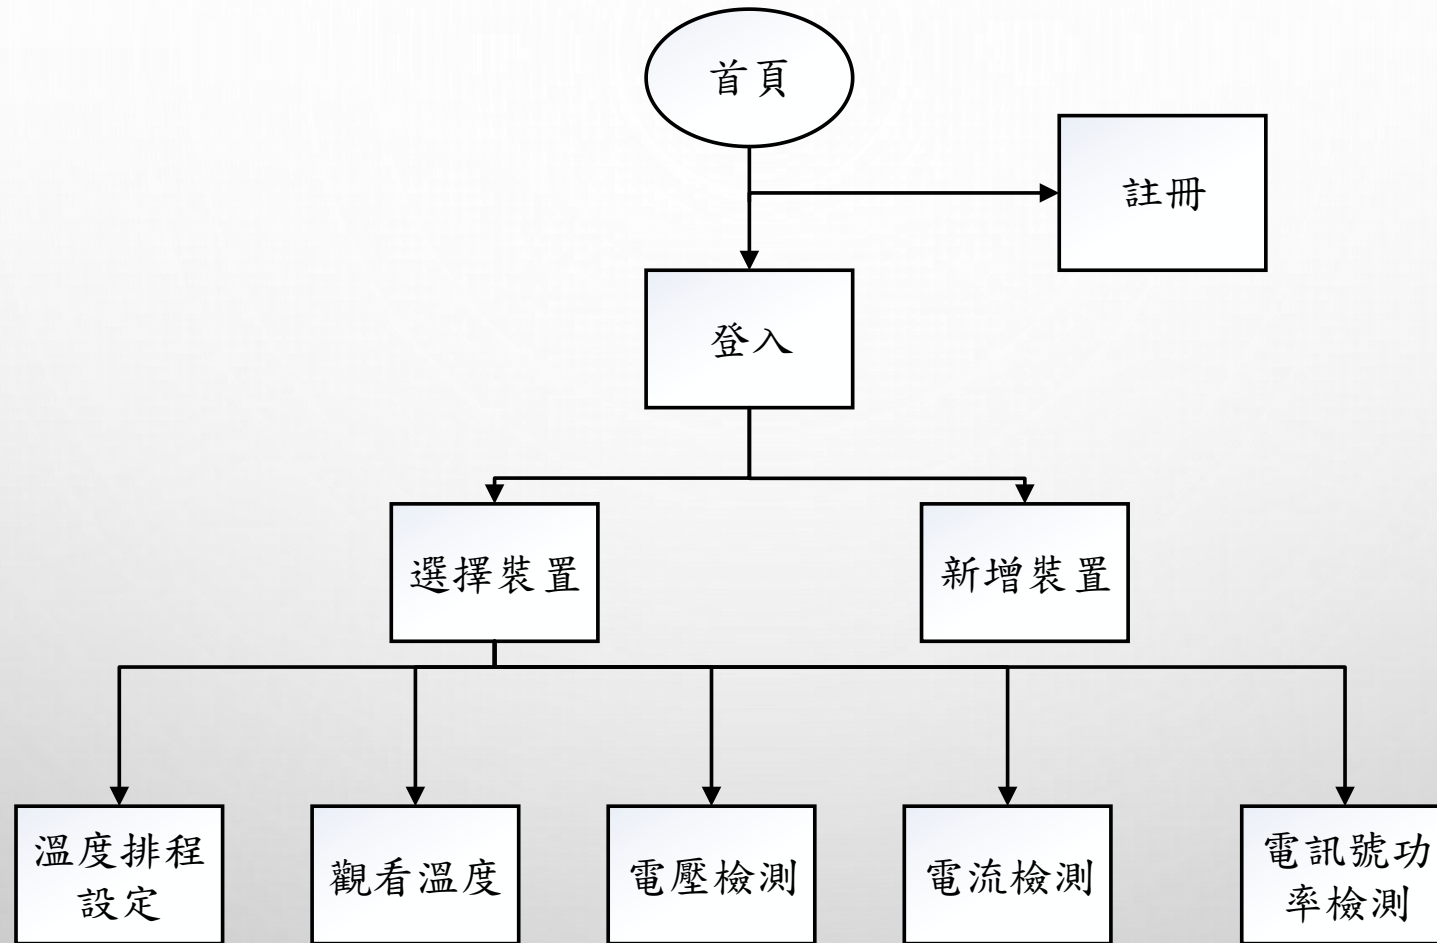 首頁
註冊
登入
選擇裝置
新增裝置
溫度排程
設定
觀看溫度
電壓檢測
電流檢測
電訊號功
率檢測